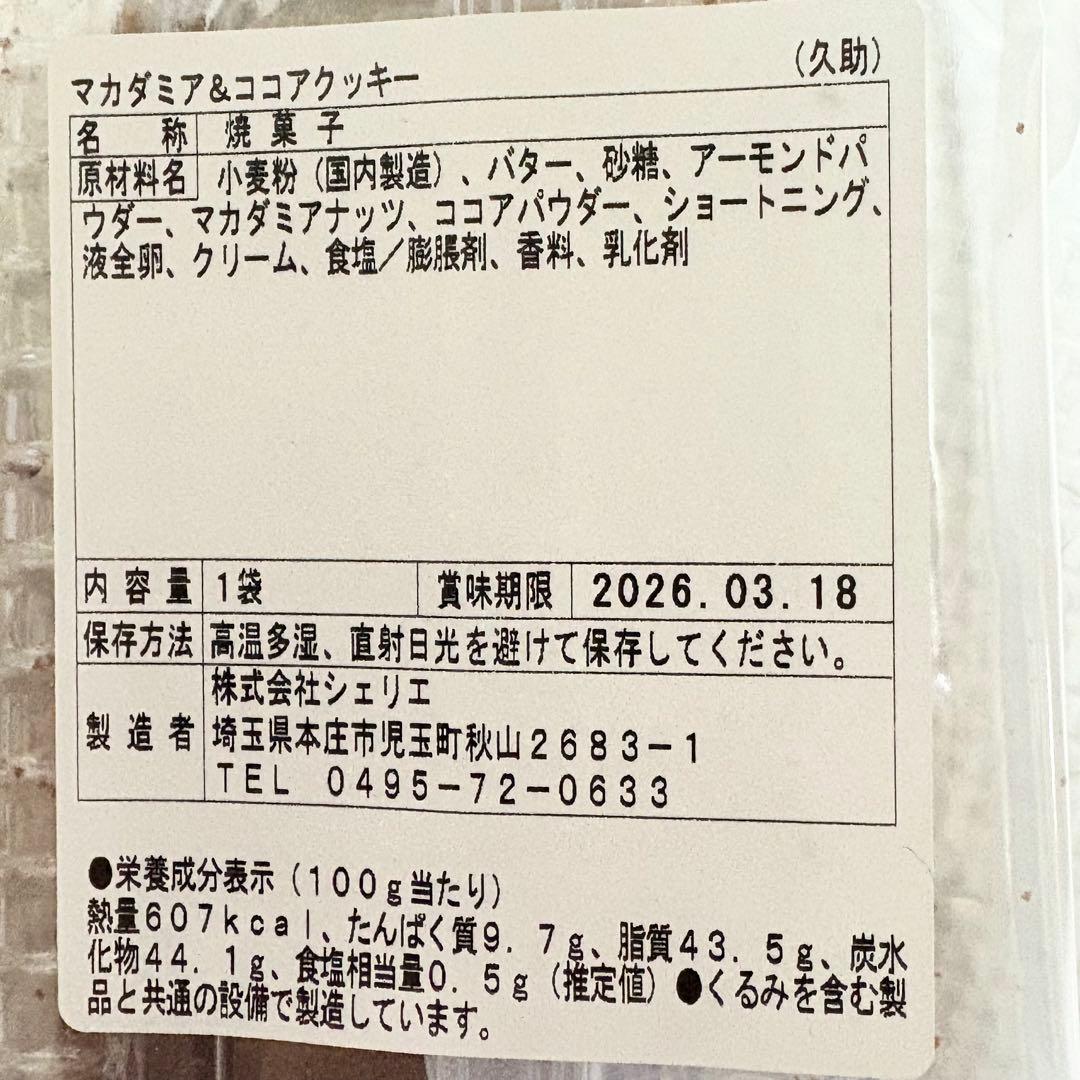 マカダミア＆ココアクッキー （久助）
名称 焼菓子
原材料名 小麦粉（国内製造）、バター、砂糖、アーモンドパ
ウダー、マカダミアナッツ、ココアパウダー、ショートニング、
液全卵、クリーム、食塩／膨脹剤、香料、乳化剤
内容量 1袋 賞味期限 2026.03.18
保存方法 高温多湿、直射日光を避けて保存してください。
株式会社シェリエ
製造者 埼玉県本庄市児玉町秋山2683-1
TEL 0495-72-0633
●栄養成分表示（100g当たり）
熱量607kcal、たんぱく質9.7g、脂質43.5g、炭水
化物44.1g、食塩相当量0.5g（推定値）●くるみを含む製
品と共通の設備で製造しています。